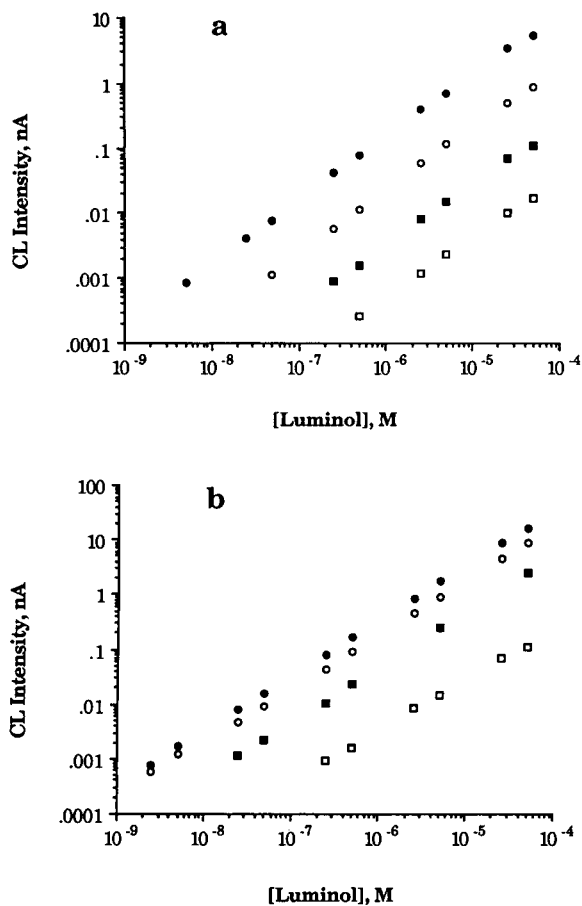 a
10
1
.1
.01
.001
.0001
CL Intensity, nA
10⁻⁹ 10⁻⁸ 10⁻⁷ 10⁻⁶ 10⁻⁵ 10⁻⁴
[Luminol], M
b
100
10
1
.1
.01
.001
.0001
CL Intensity, nA
10⁻⁹ 10⁻⁸ 10⁻⁷ 10⁻⁶ 10⁻⁵ 10⁻⁴
[Luminol], M